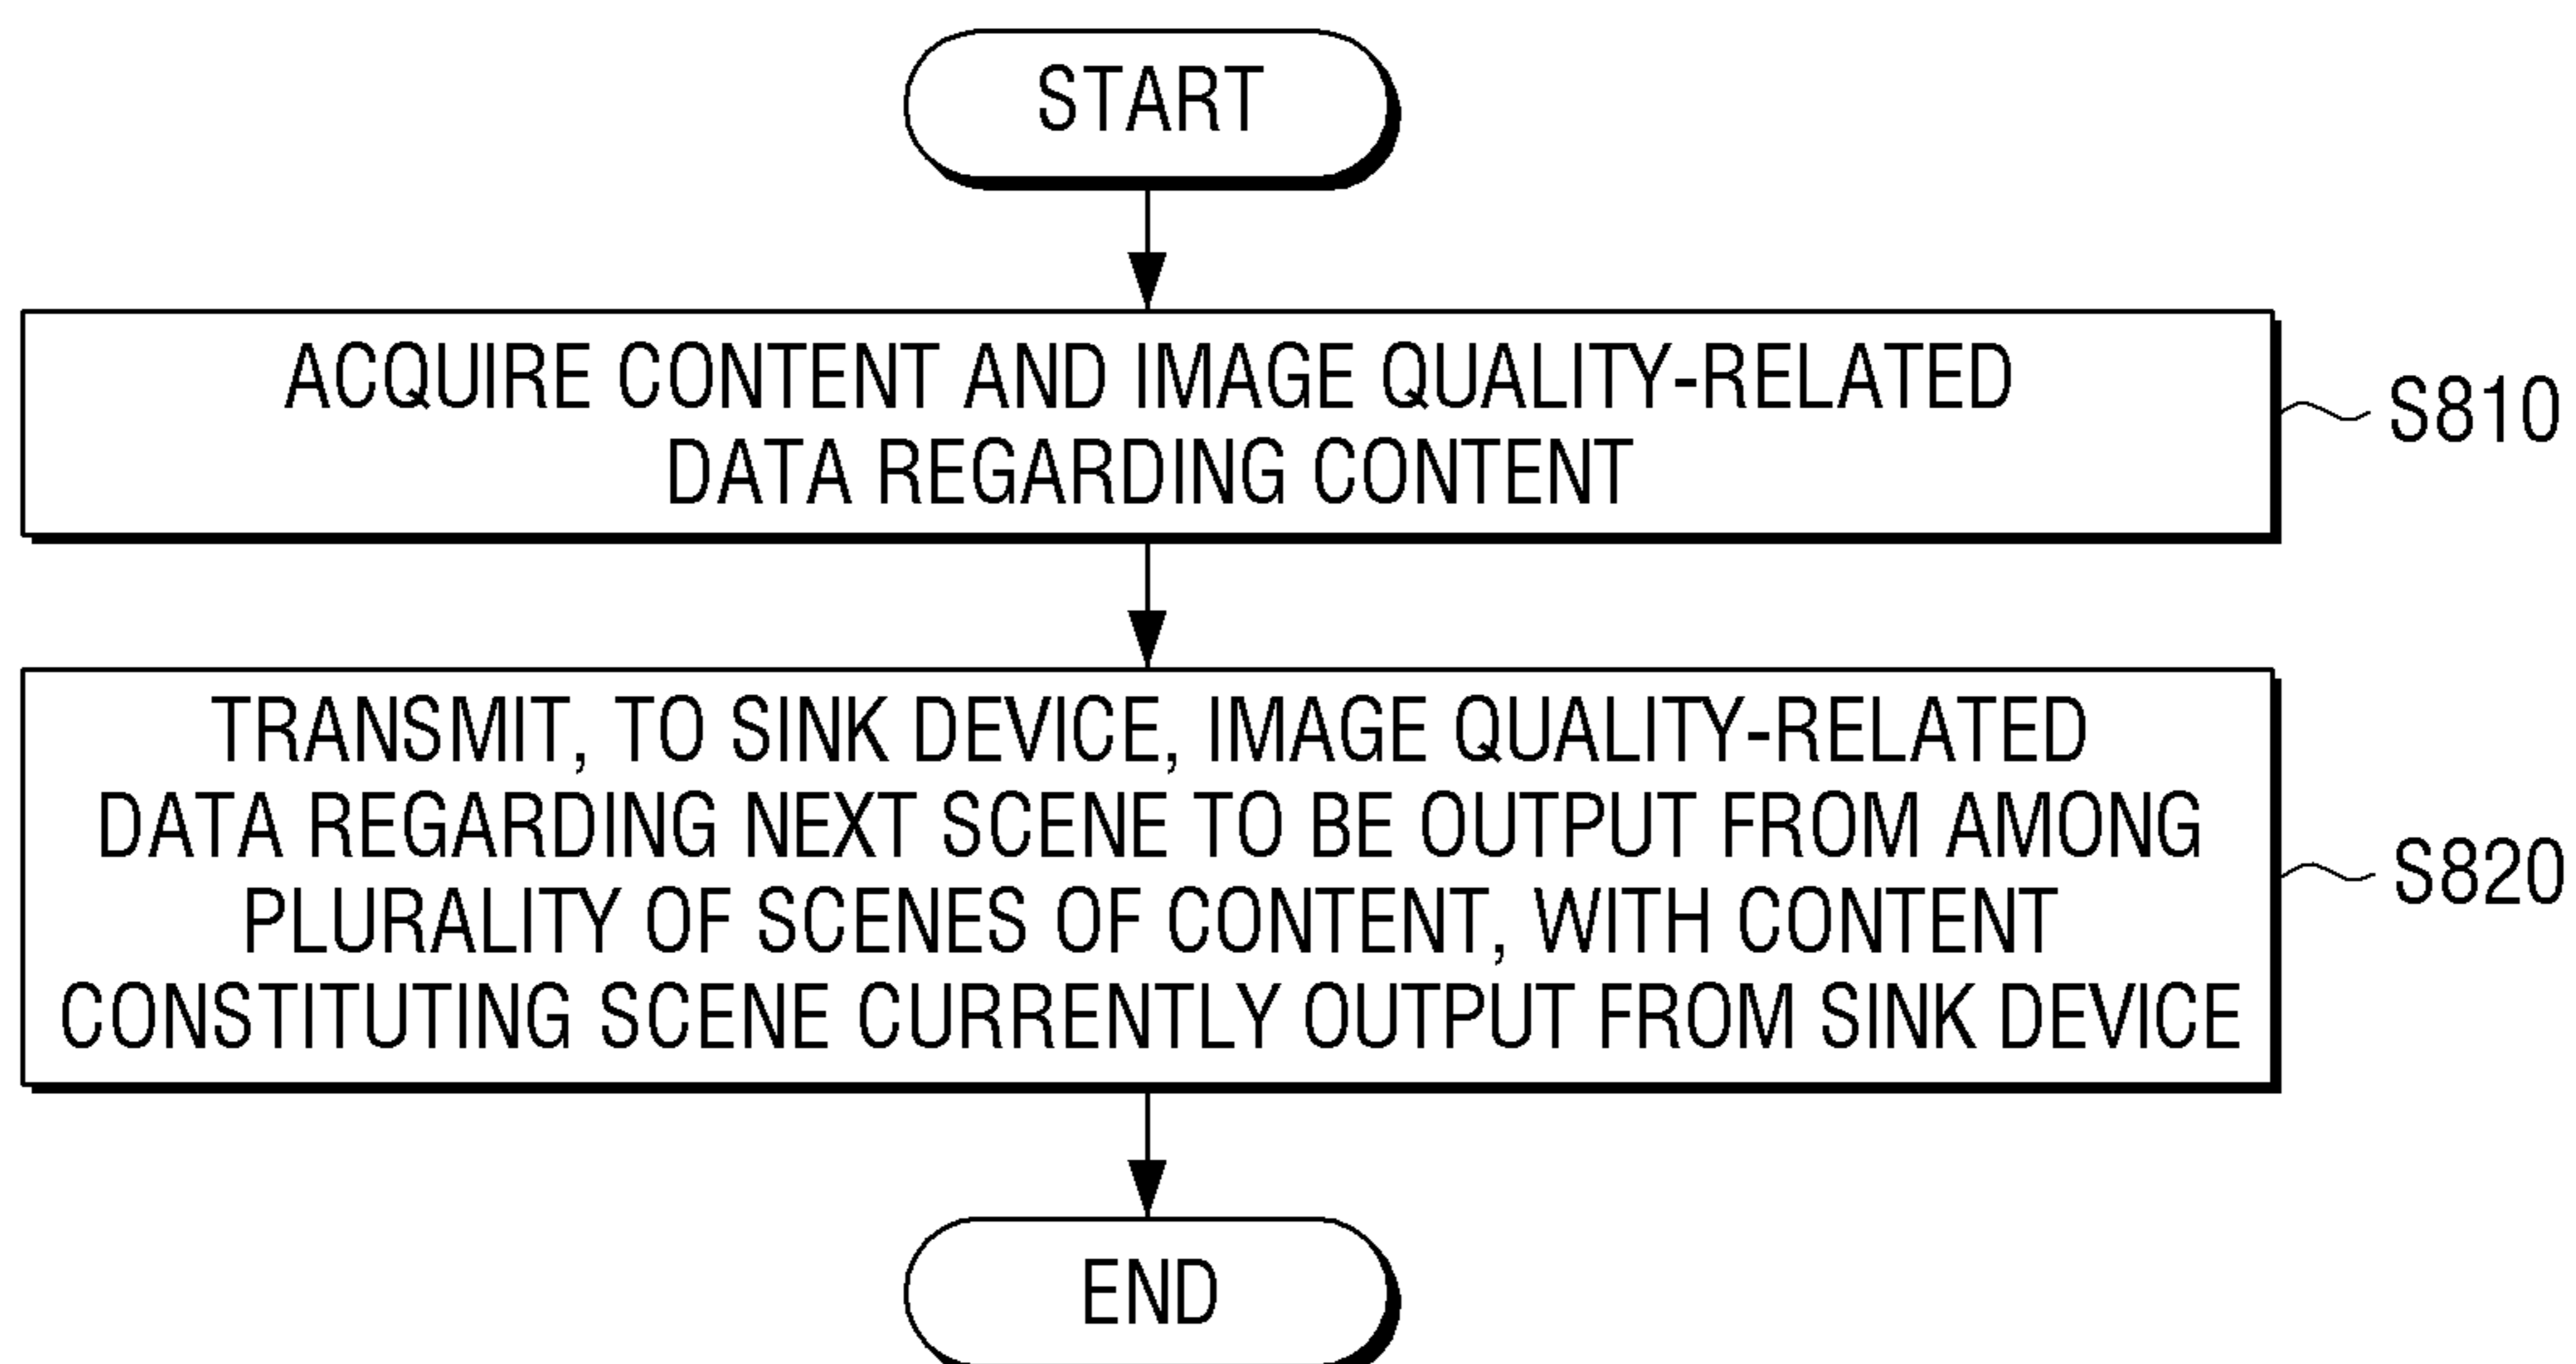 START
ACQUIRE CONTENT AND IMAGE QUALITY-RELATED
DATA REGARDING CONTENT
S810
TRANSMIT, TO SINK DEVICE, IMAGE QUALITY-RELATED
DATA REGARDING NEXT SCENE TO BE OUTPUT FROM AMONG
PLURALITY OF SCENES OF CONTENT, WITH CONTENT
CONSTITUTING SCENE CURRENTLY OUTPUT FROM SINK DEVICE
S820
END